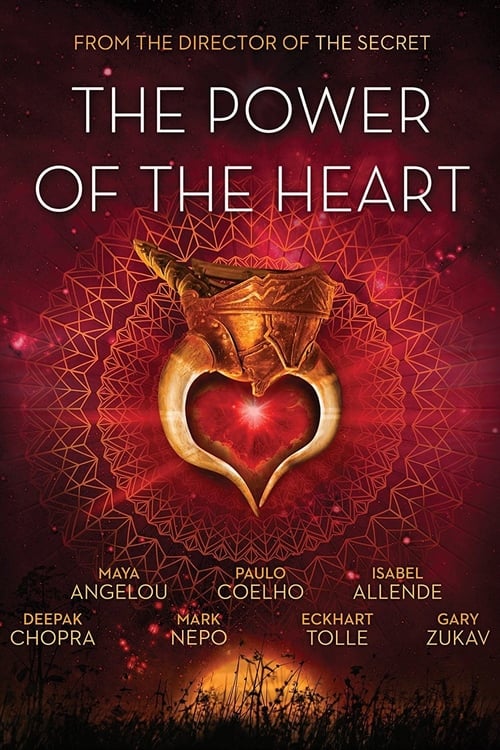 FROM THE DIRECTOR OF THE SECRET
THE POWER
OF THE HEART
MAYA PAULO ISABEL
ANGELOU COELHO ALLENDE
DEEPAK MARK ECKHART GARY
CHOPRA NEPO TOLLE ZUKAV